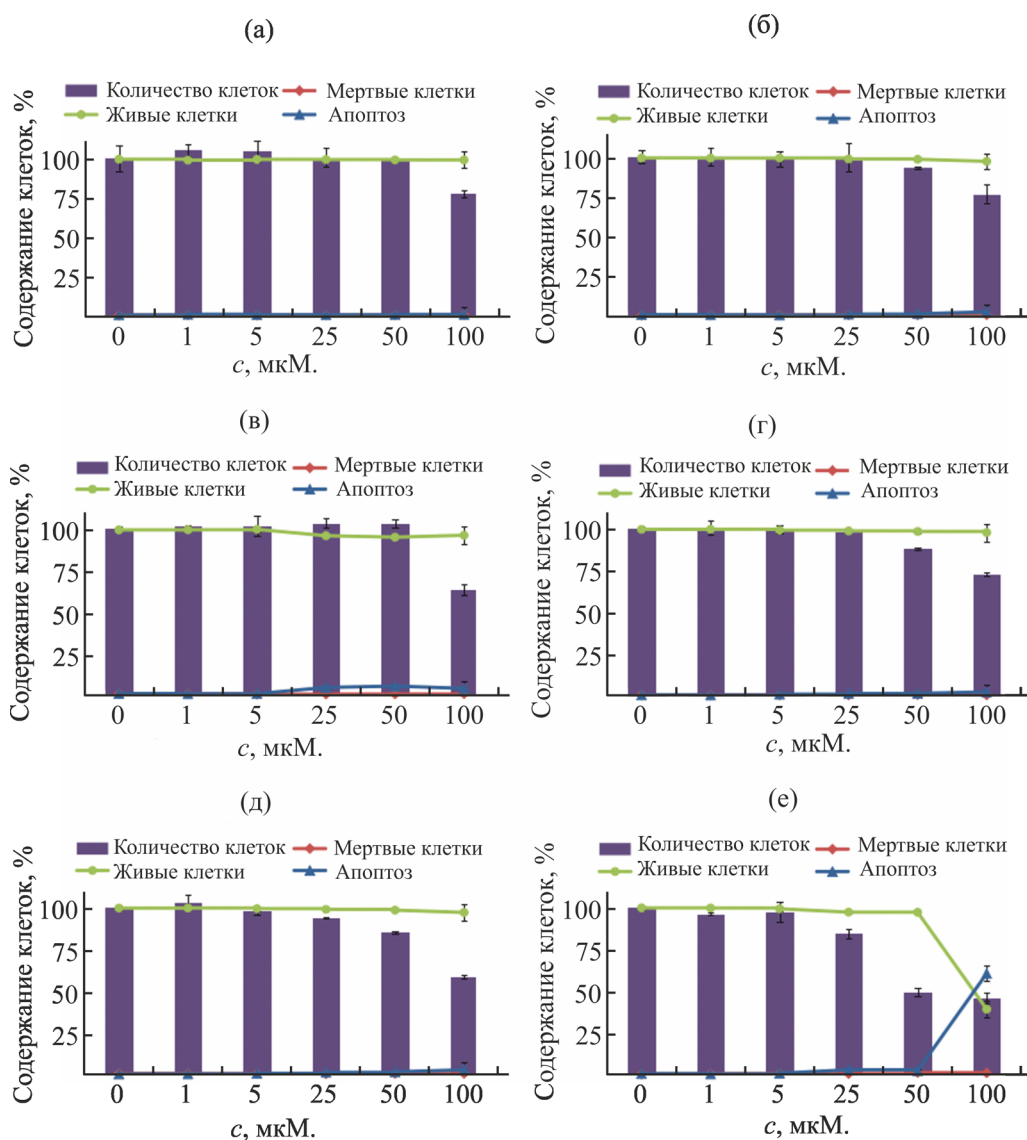 (а)
Количество клеток Мертвые клетки
Живые клетки Апоптоз
Содержание клеток, %
100
75
50
25
0 1 5 25 50 100
c, мкМ.
(б)
Количество клеток Мертвые клетки
Живые клетки Апоптоз
Содержание клеток, %
100
75
50
25
0 1 5 25 50 100
c, мкМ.
(в)
Количество клеток Мертвые клетки
Живые клетки Апоптоз
Содержание клеток, %
100
75
50
25
0 1 5 25 50 100
c, мкМ.
(г)
Количество клеток Мертвые клетки
Живые клетки Апоптоз
Содержание клеток, %
100
75
50
25
0 1 5 25 50 100
c, мкМ.
(д)
Количество клеток Мертвые клетки
Живые клетки Апоптоз
Содержание клеток, %
100
75
50
25
0 1 5 25 50 100
c, мкМ.
(е)
Количество клеток Мертвые клетки
Живые клетки Апоптоз
Содержание клеток, %
100
75
50
25
0 1 5 25 50 100
c, мкМ.